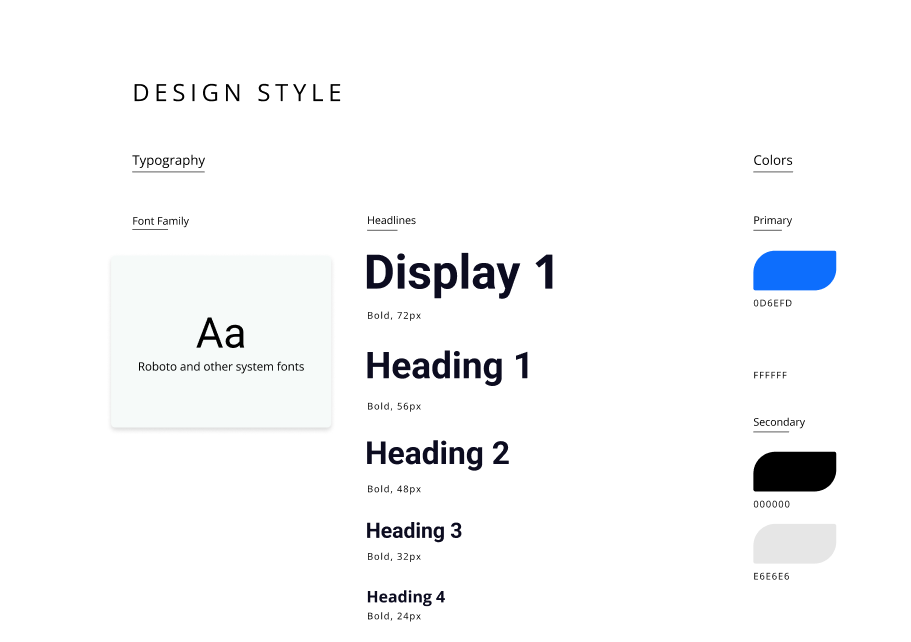 DESIGN STYLE
Typography
Colors
Font Family
Headlines
Primary
Aa
Roboto and other system fonts
Display 1
Bold, 72px
Heading 1
Bold, 56px
Heading 2
Bold, 48px
Heading 3
Bold, 32px
Heading 4
Bold, 24px
0D6EFD
FFFFFF
Secondary
000000
E6E6E6